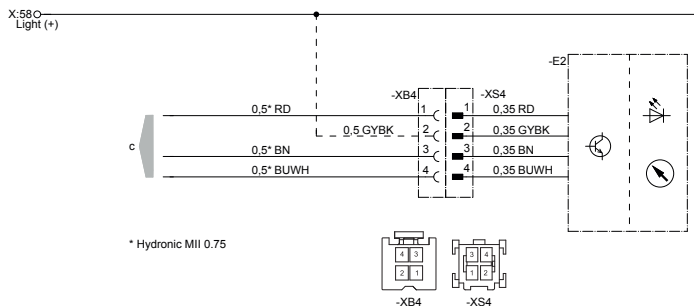 X:58
Light (+)
-E2
-XB4 -XS4
0,5* RD 1 1 0,35 RD
0,5 GYBK 2 2 0,35 GYBK
c
0,5* BN 3 3 0,35 BN
0,5* BUWH 4 4 0,35 BUWH
* Hydronic MII 0.75
4 3 3 4
2 1 1 2
-XB4 -XS4